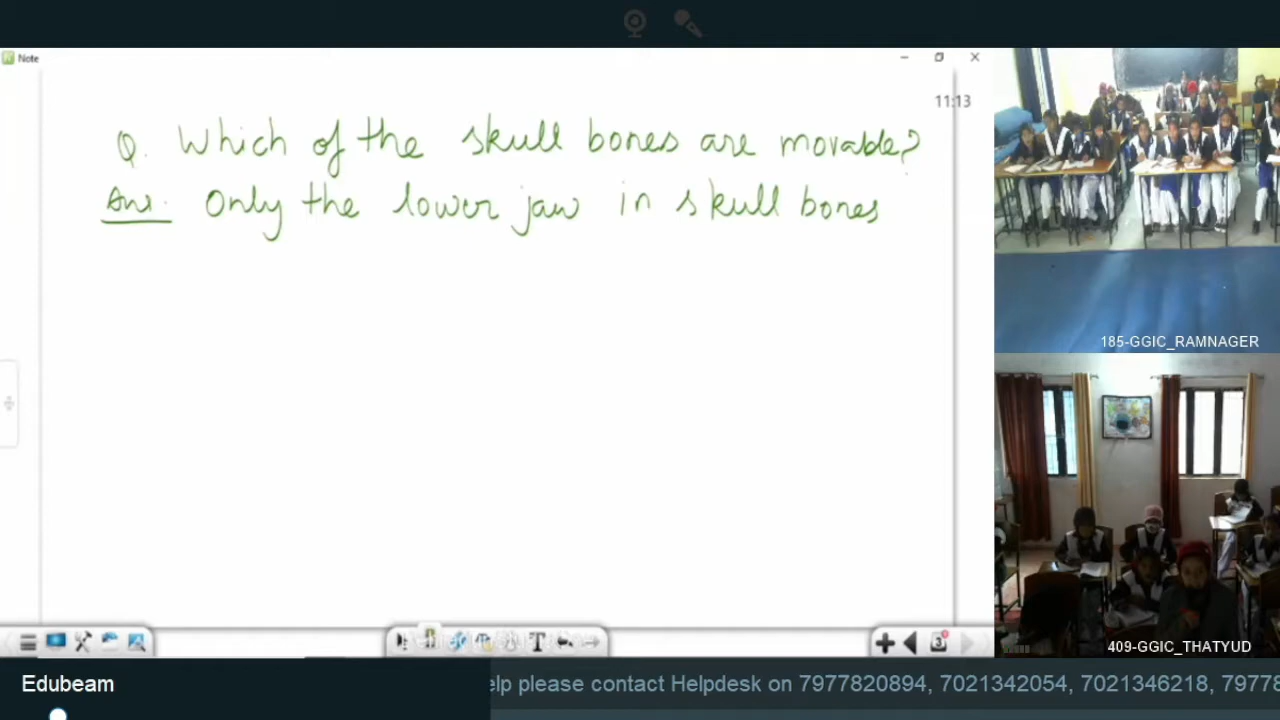 Note
11:13
Q. Which of the skull bones are movable?
Ans. Only the lower jaw in skull bones
185-GGIC_RAMNAGER
409-GGIC_THATYUD
3
Edubeam
elp please contact Helpdesk on 7977820894, 7021342054, 7021346218, 79778